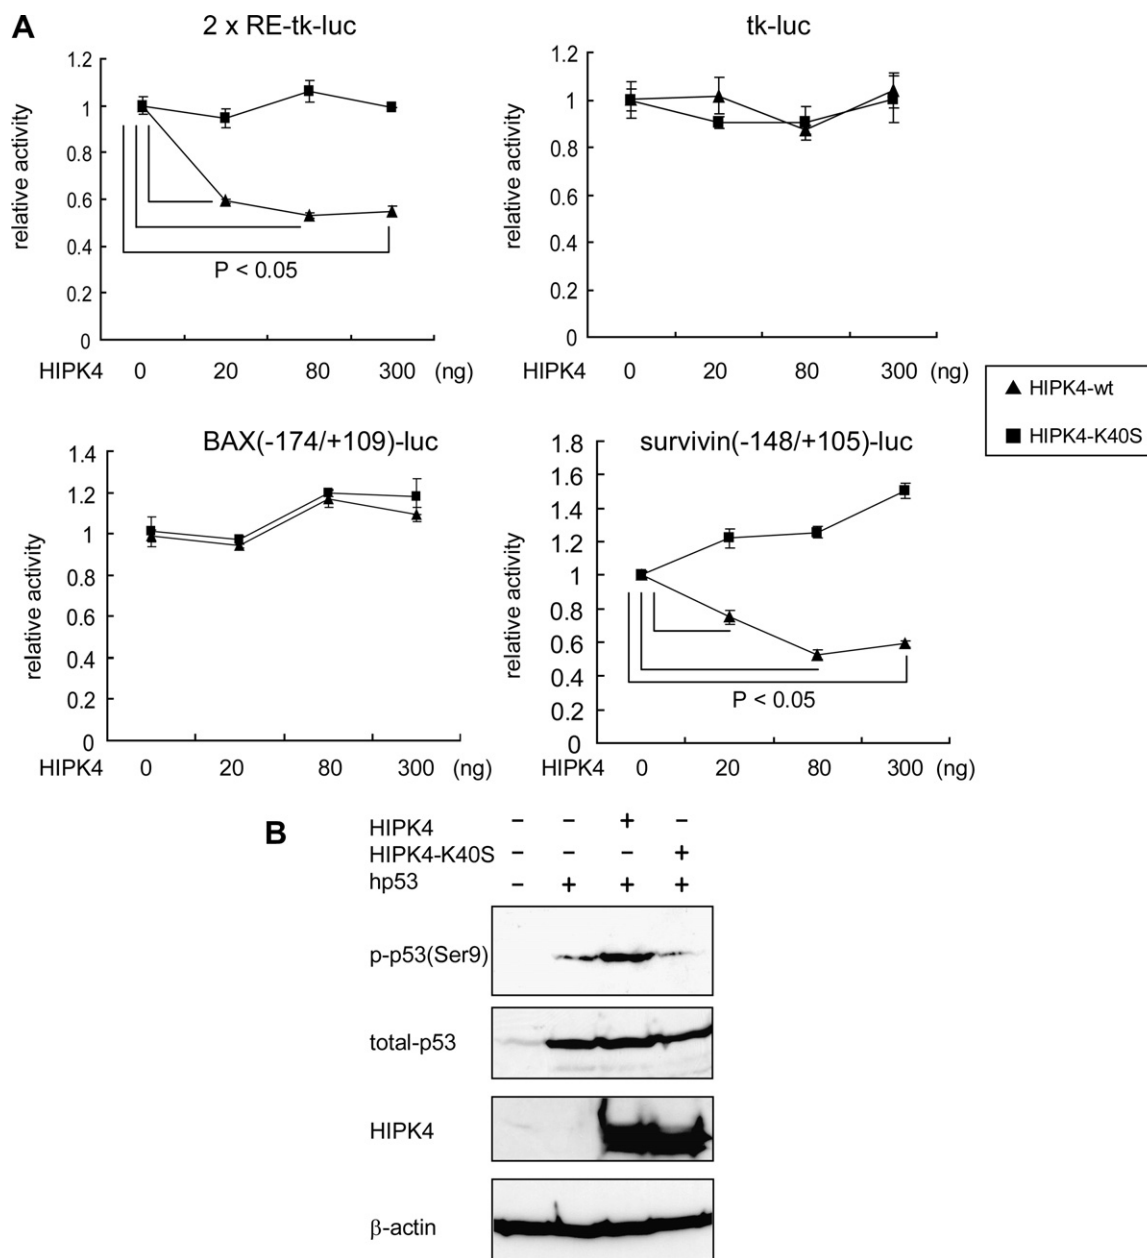 A
2 x RE-tk-luc
relative activity
1.2
1
0.8
0.6
0.4
0.2
0
P < 0.05
HIPK4 0 20 80 300 (ng)
tk-luc
relative activity
1.2
1
0.8
0.6
0.4
0.2
0
0 20 80 300 (ng)
HIPK4-wt
HIPK4-K40S
BAX(-174/+109)-luc
relative activity
1.4
1.2
1
0.8
0.6
0.4
0.2
0
HIPK4 0 20 80 300 (ng)
survivin(-148/+105)-luc
relative activity
1.8
1.6
1.4
1.2
1
0.8
0.6
0.4
0.2
0
P < 0.05
HIPK4 0 20 80 300 (ng)
B
HIPK4 – – + –
HIPK4-K40S – – – +
hp53 – + + +
p-p53(Ser9)
total-p53
HIPK4
β-actin